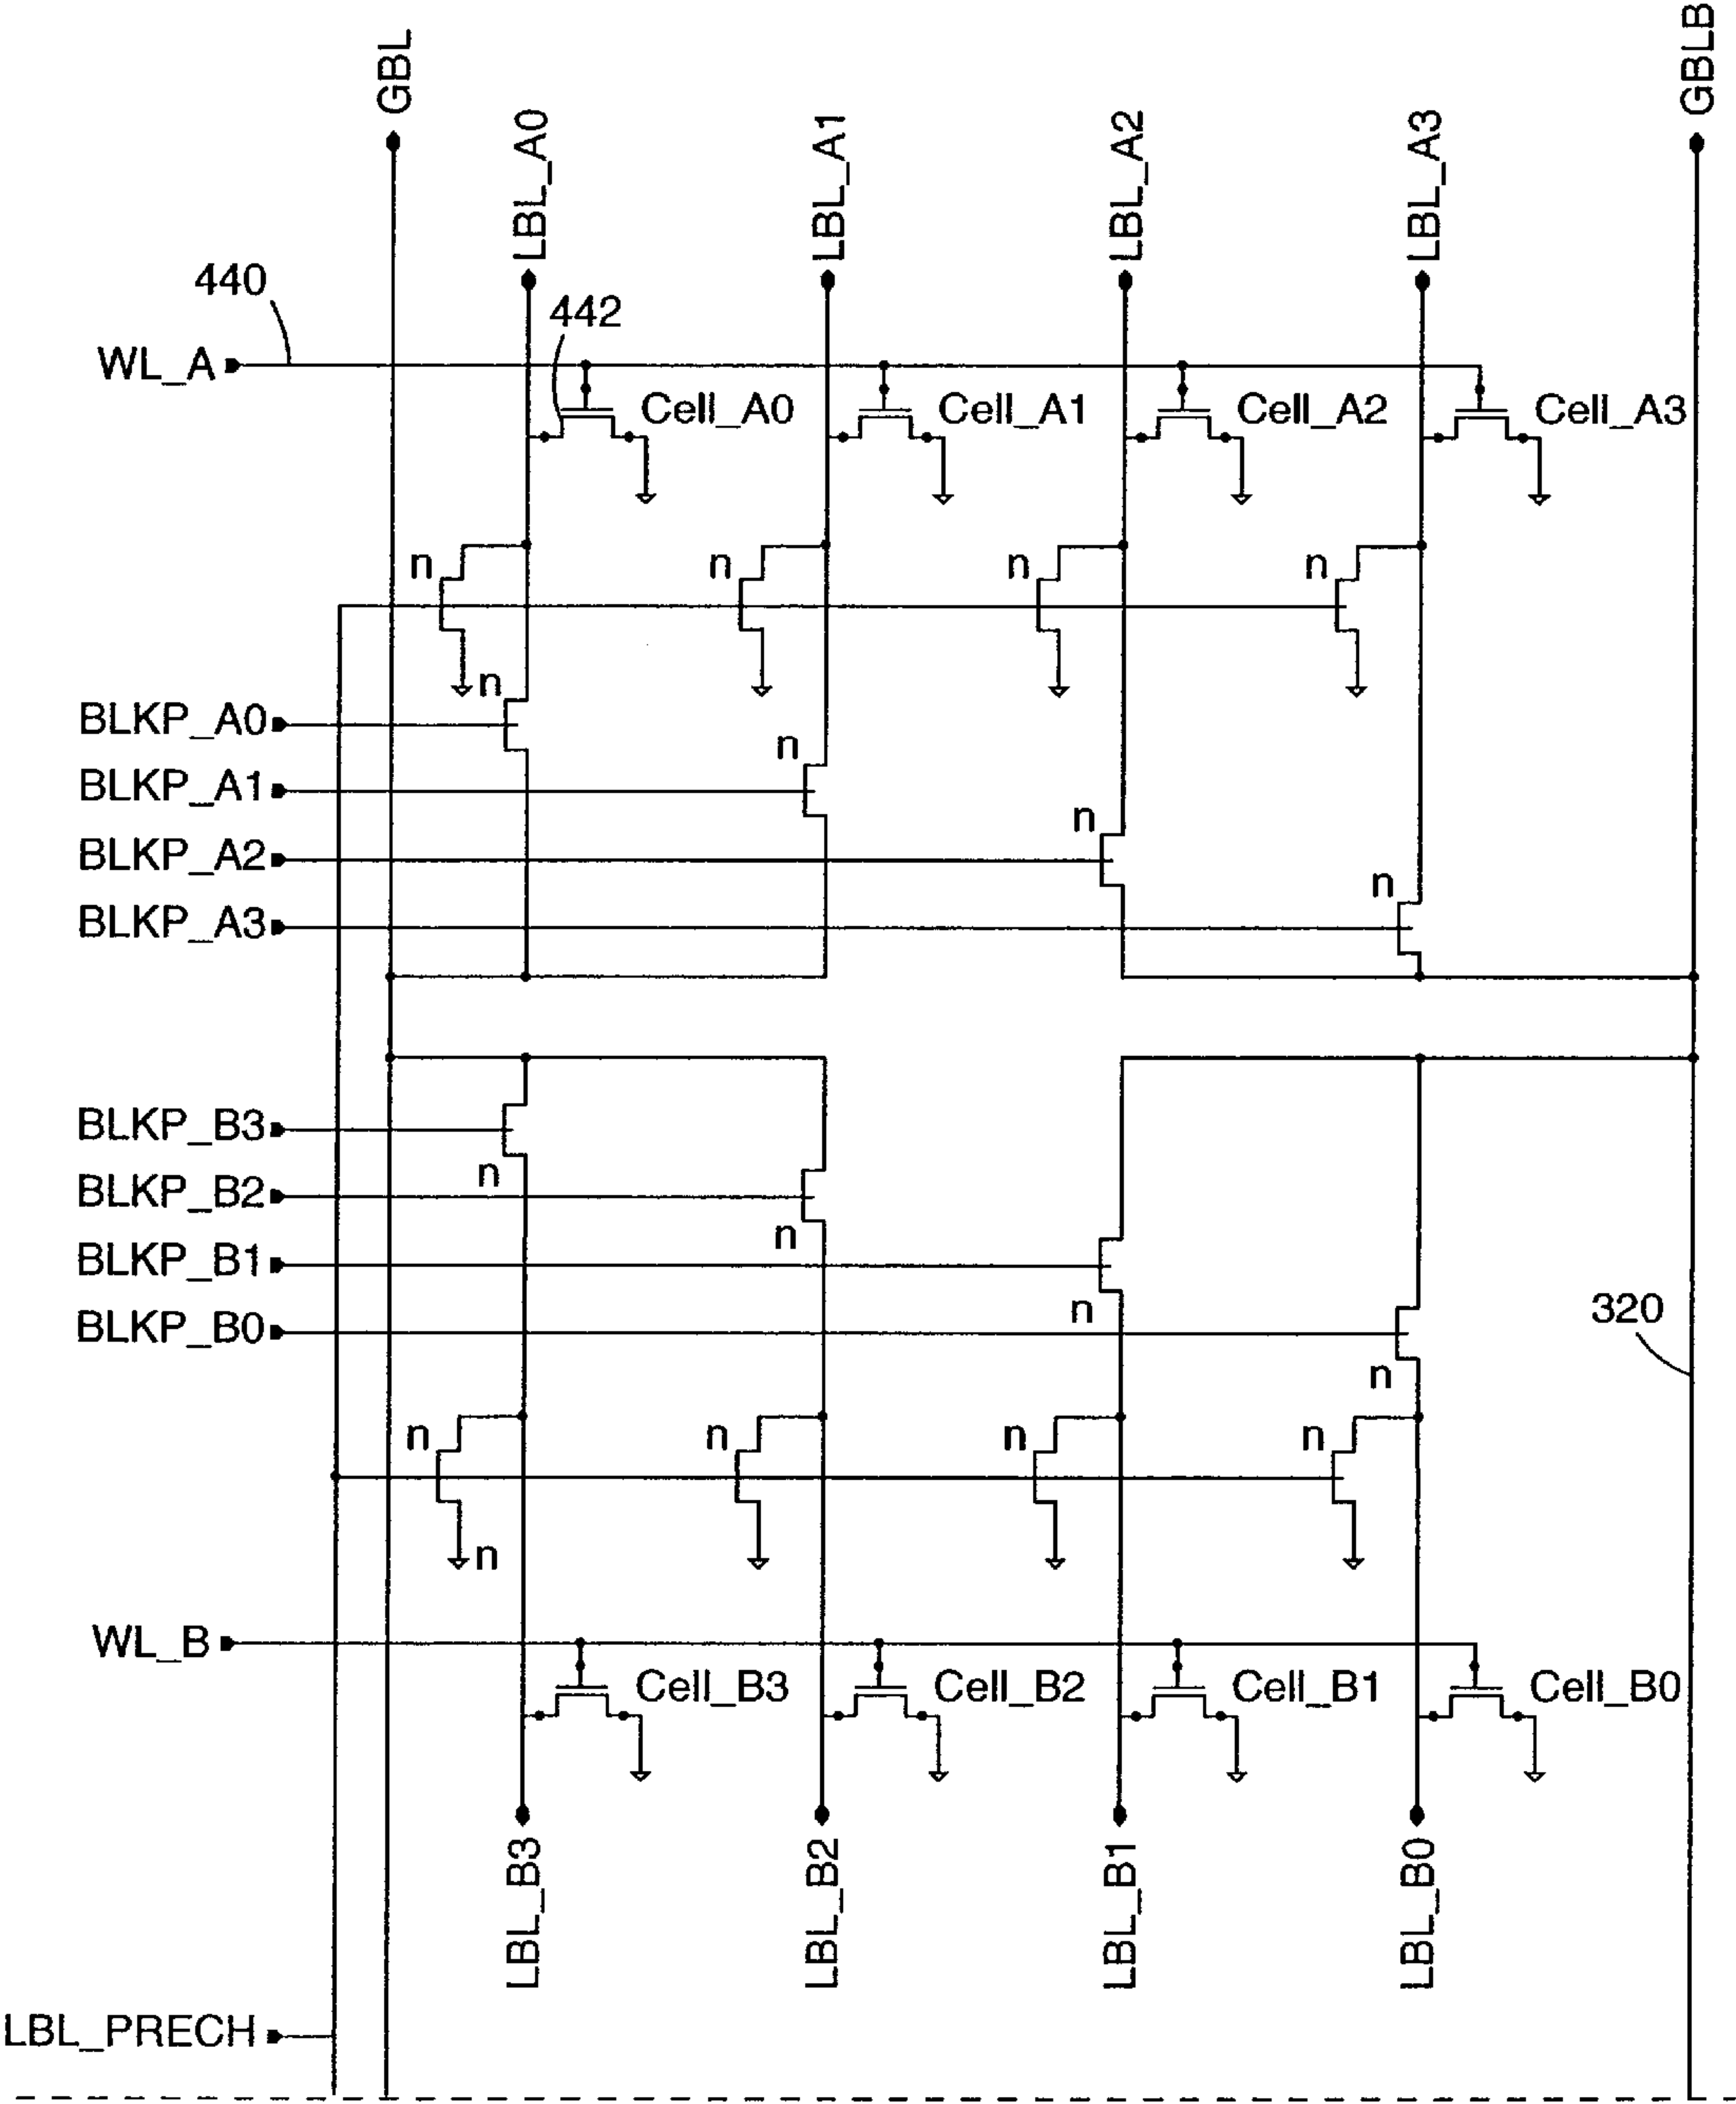 GBL
GBLB
LBL_A0
LBL_A1
LBL_A2
LBL_A3
440
442
WL_A
Cell_A0
Cell_A1
Cell_A2
Cell_A3
n
n
n
n
n
BLKP_A0
n
BLKP_A1
n
BLKP_A2
n
BLKP_A3
BLKP_B3
n
BLKP_B2
n
BLKP_B1
n
BLKP_B0
n
320
n
n
n
n
n
WL_B
Cell_B3
Cell_B2
Cell_B1
Cell_B0
LBL_B3
LBL_B2
LBL_B1
LBL_B0
LBL_PRECH